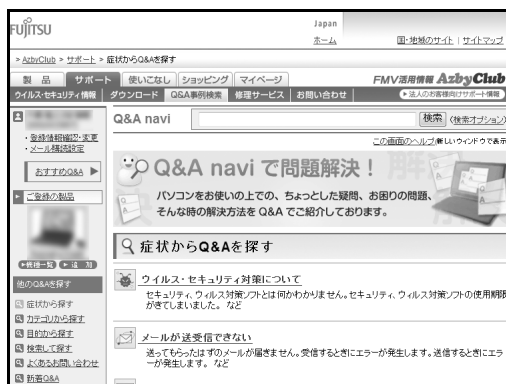 FUJITSU
Japan
ホーム
国・地域のサイト | サイトマップ
> AzbyClub > サポート > 症状からQ&Aを探す
製 品 サポート 使いこなし ショッピング マイページ
FMV活用情報 AzbyClub
ウイルス・セキュリティ情報 ダウンロード Q&A事例検索 修理サービス お問い合わせ
法人のお客様向けサポート情報
Q&A navi 検索 (検索オプション)
・登録情報確認・変更
・メール購読設定
この画面のヘルプ(新しいウィンドウで表示
おすすめQ&A
Q&A navi で問題解決!
パソコンをお使いの上での、ちょっとした疑問、お困りの問題、
そんな時の解決方法を Q&A でご紹介しております。
ご登録の製品
機種一覧 追 加
症状からQ&Aを探す
ウイルス・セキュリティ対策について
セキュリティ、ウィルス対策ソフトとは何かわかりません。セキュリティ、ウィルス対策ソフトの使用期限
がきてしまいました。 など
メールが送受信できない
送ってもらったはずのメールが届きません。受信するときにエラーが発生します。送信するときにエラ
ーが発生します。 など
他のQ&Aを探す
症状から探す
カテゴリから探す
目的から探す
検索して探す
よくあるお問い合わせ
新着Q&A